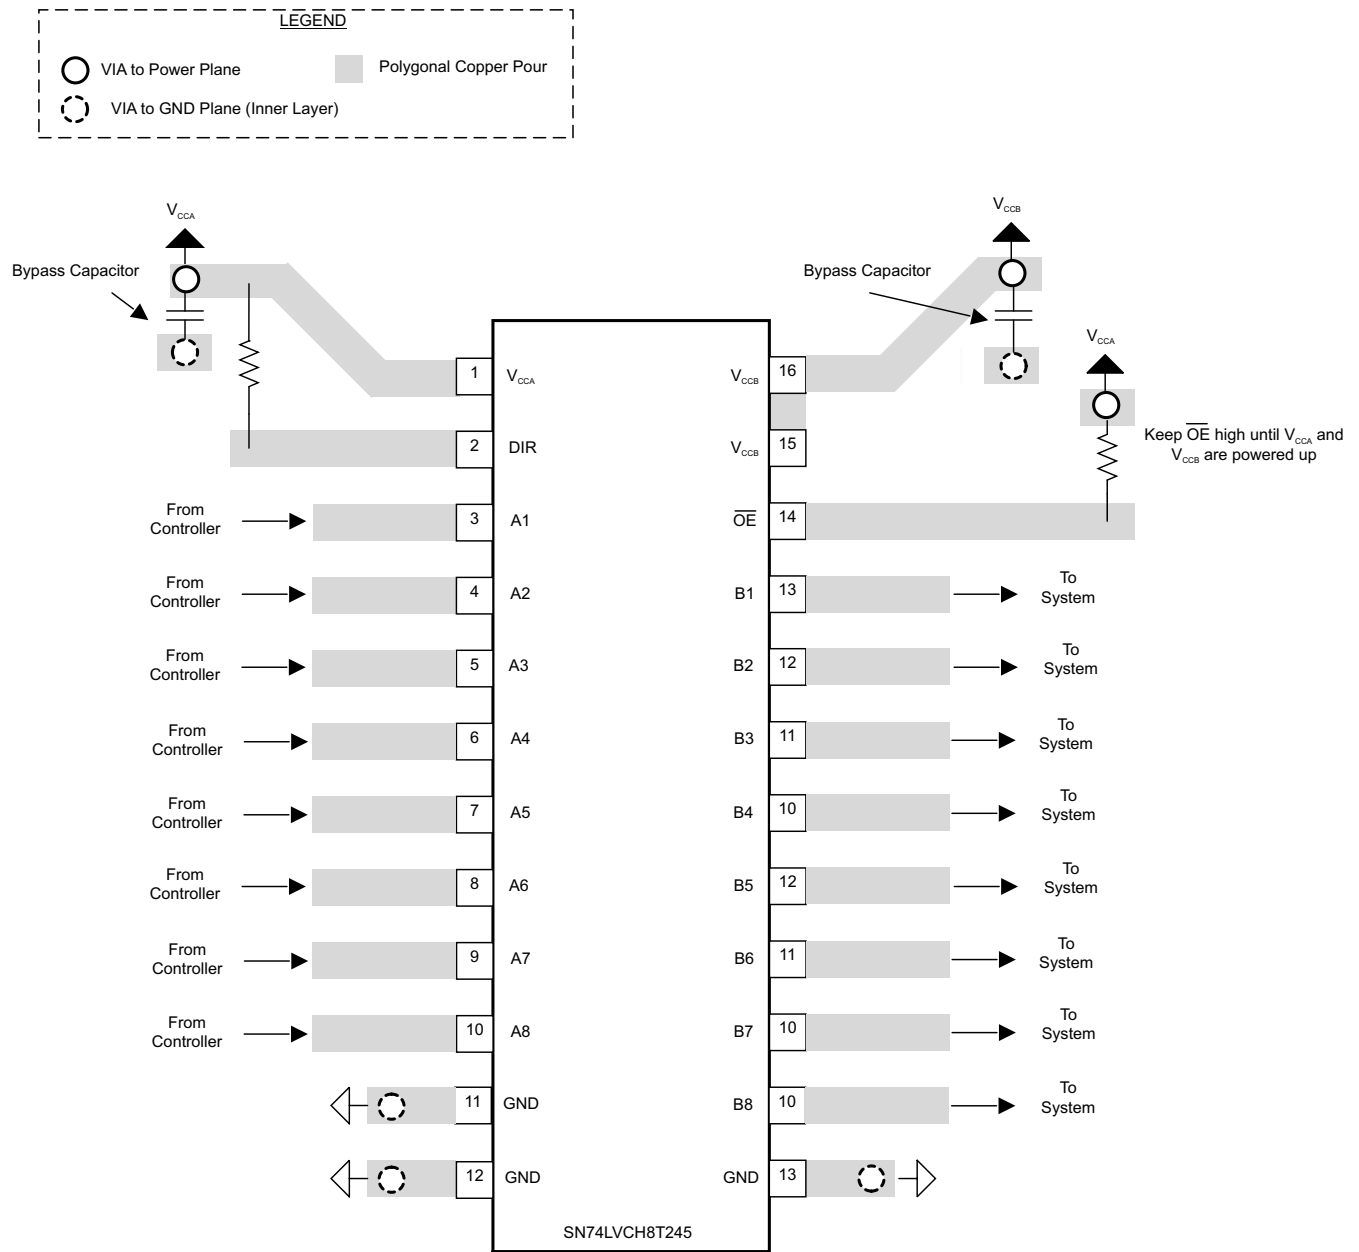 LEGEND
VIA to Power Plane
Polygonal Copper Pour
VIA to GND Plane (Inner Layer)
VCCA
VCCB
Bypass Capacitor
Bypass Capacitor
VCCA
Keep OE high until VCCA and
VCCB are powered up
1 VCCA
VCCB 16
2 DIR
VCCB 15
From
Controller
3 A1
OE 14
From
Controller
4 A2
B1 13
To
System
From
Controller
5 A3
B2 12
To
System
From
Controller
6 A4
B3 11
To
System
From
Controller
7 A5
B4 10
To
System
From
Controller
8 A6
B5 12
To
System
From
Controller
9 A7
B6 11
To
System
From
Controller
10 A8
B7 10
To
System
11 GND
B8 10
To
System
12 GND
GND 13
SN74LVCH8T245